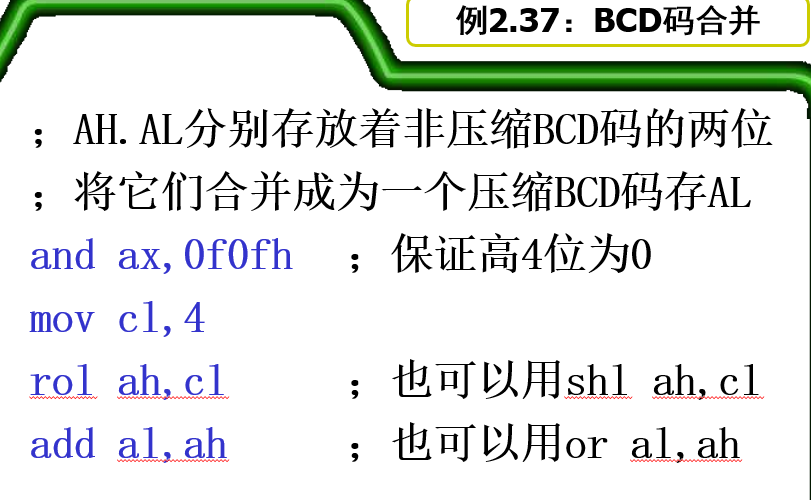 例2.37：BCD码合并
；AH.AL分别存放着非压缩BCD码的两位
；将它们合并成为一个压缩BCD码存AL
and ax,0f0fh ；保证高4位为0
mov cl,4
rol ah,cl ；也可以用shl ah,cl
add al,ah ；也可以用or al,ah